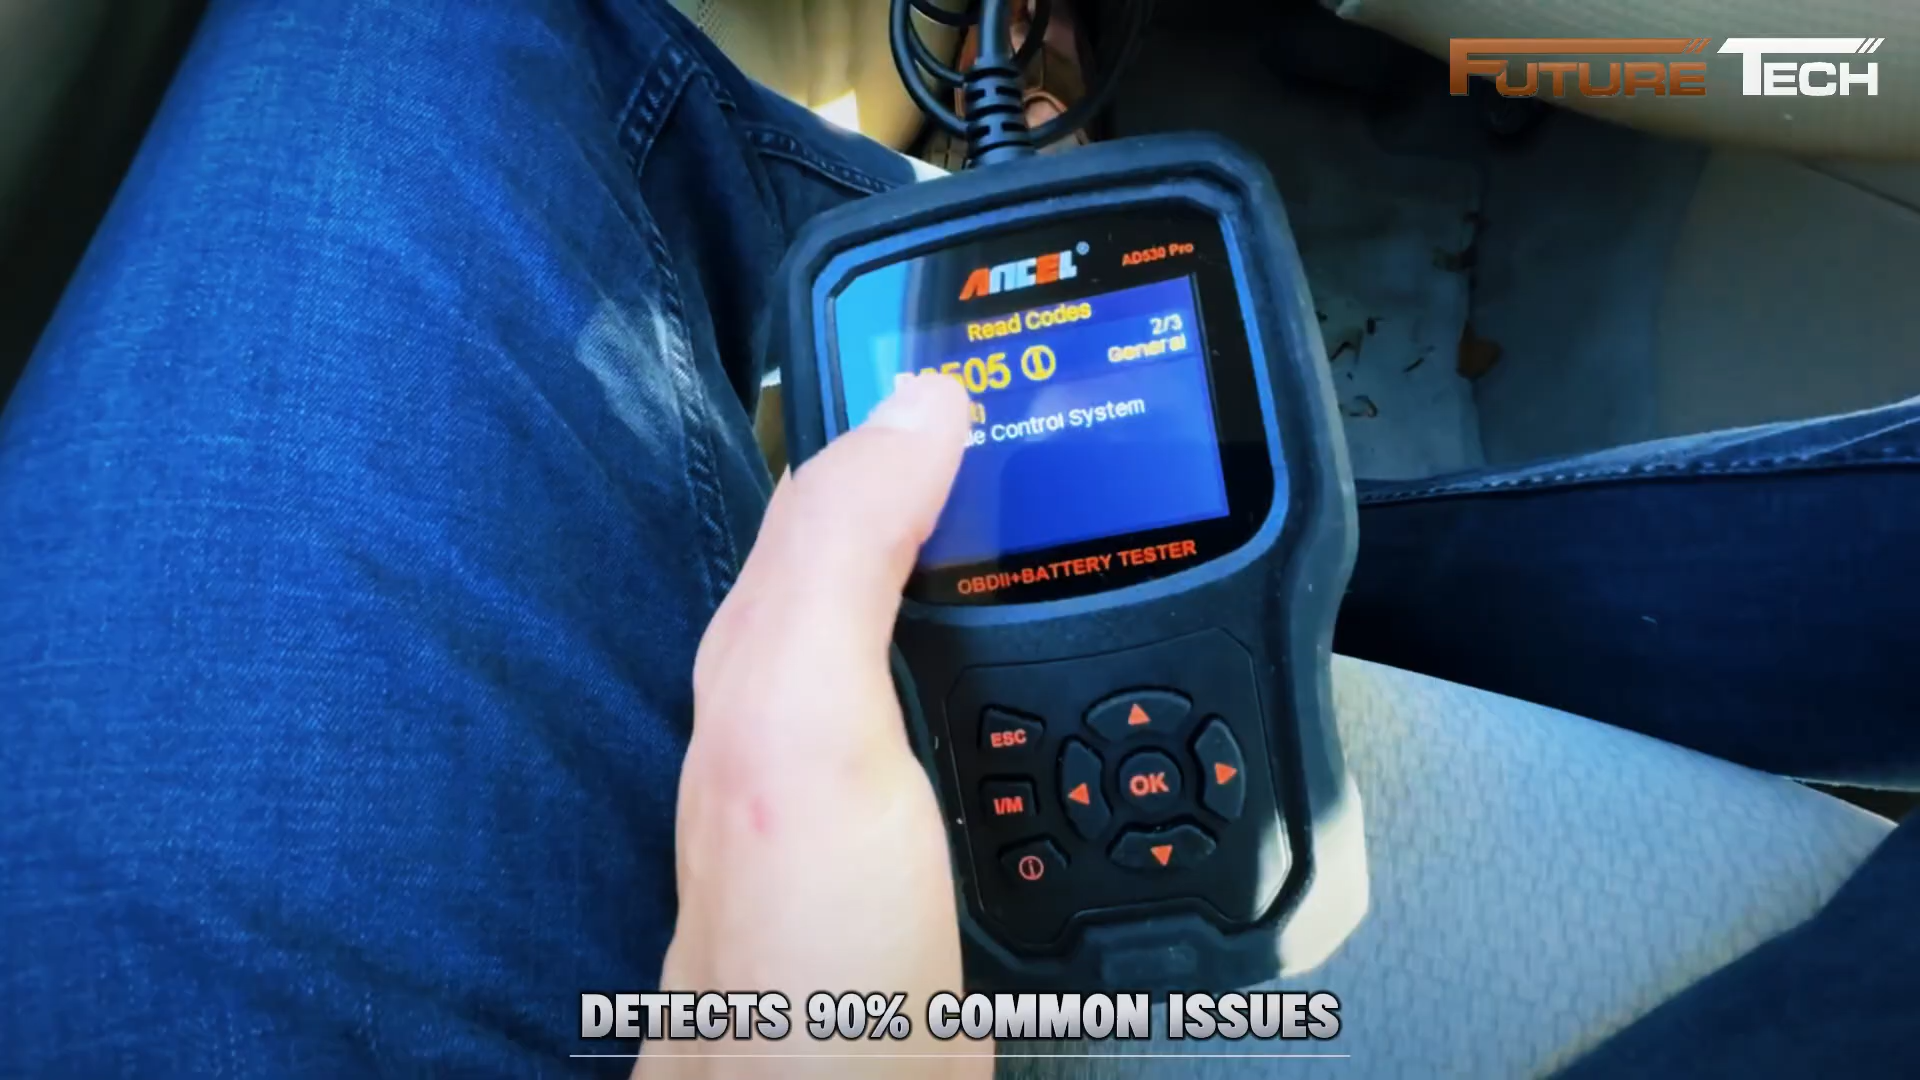 FUTURE TECH
ANCEL®
AD530 Pro
Read Codes
2/3
505
General
Control System
OBDII+BATTERY TESTER
ESC
OK
I/M
DETECTS 90% COMMON ISSUES